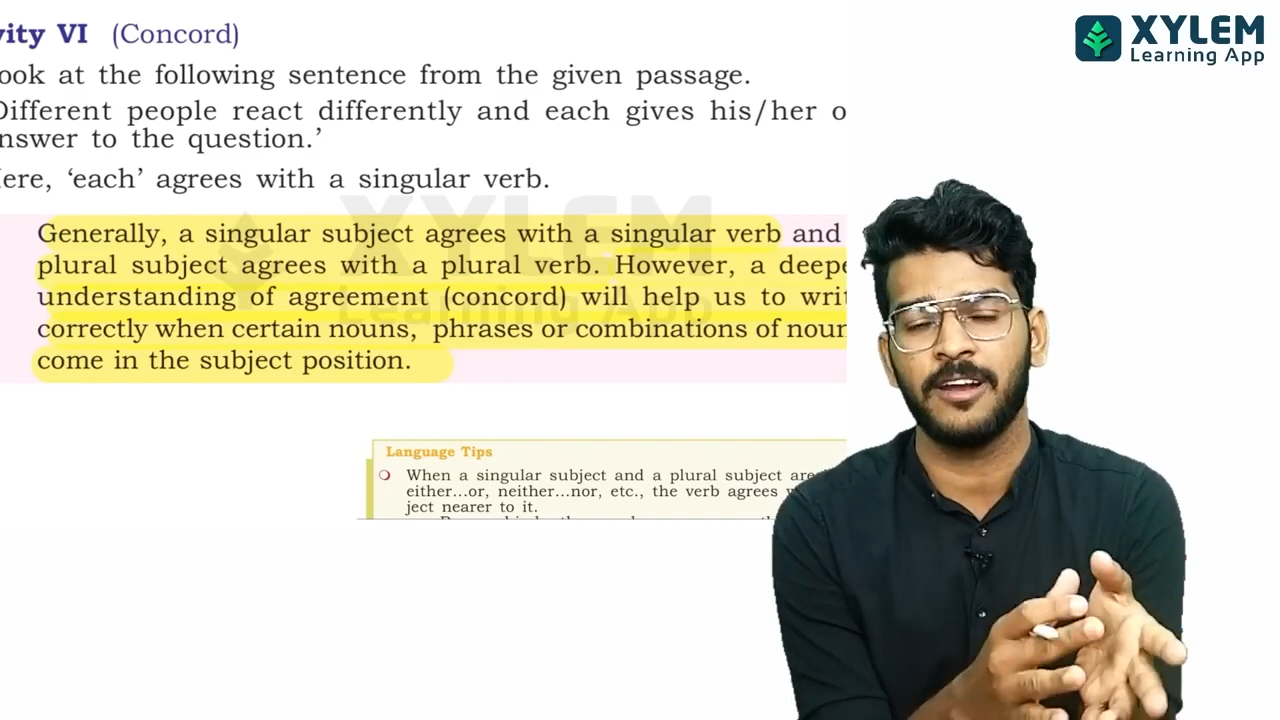 XYLEM
Learning App
vity VI (Concord)
ook at the following sentence from the given passage.
Different people react differently and each gives his/her o
nswer to the question.’
ere, ‘each’ agrees with a singular verb.
XYLEM
Learning App
Generally, a singular subject agrees with a singular verb and
plural subject agrees with a plural verb. However, a deepe
understanding of agreement (concord) will help us to writ
correctly when certain nouns, phrases or combinations of noun
come in the subject position.
Language Tips
When a singular subject and a plural subject are
either...or, neither...nor, etc., the verb agrees w
ject nearer to it.